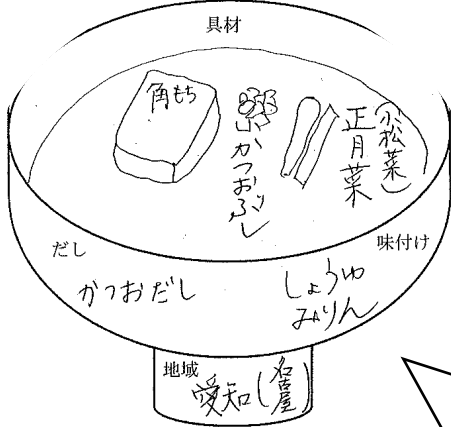 具材
角もち
かつおぶし
正月菜
(小松菜)
だし
かつおだし
味付け
しょうゆ
みりん
地域
愛知(名古屋)